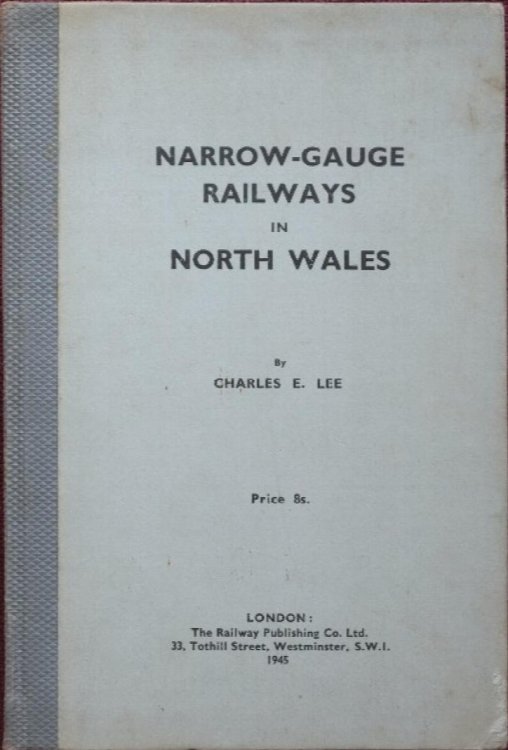 NARROW-GAUGE
RAILWAYS
IN
NORTH WALES
By
CHARLES E. LEE
Price 8s.
LONDON:
The Railway Publishing Co. Ltd.
33, Tothill Street, Westminster, S.W.1.
1945